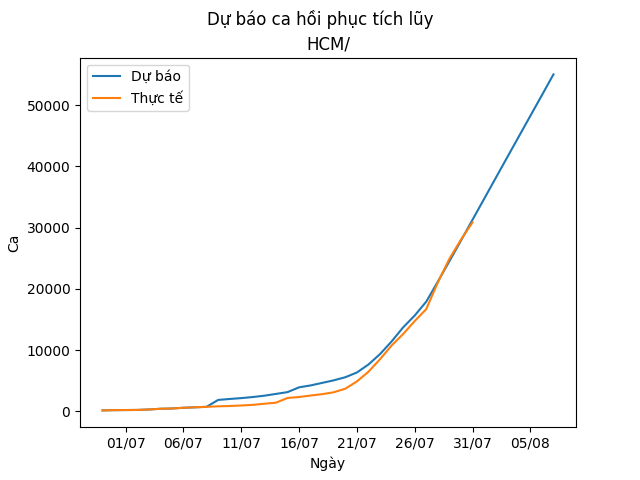 Dự báo ca hồi phục tích lũy
HCM/
Dự báo
Thực tế
50000
40000
30000
20000
10000
0
Ca
01/07 06/07 11/07 16/07 21/07 26/07 31/07 05/08
Ngày